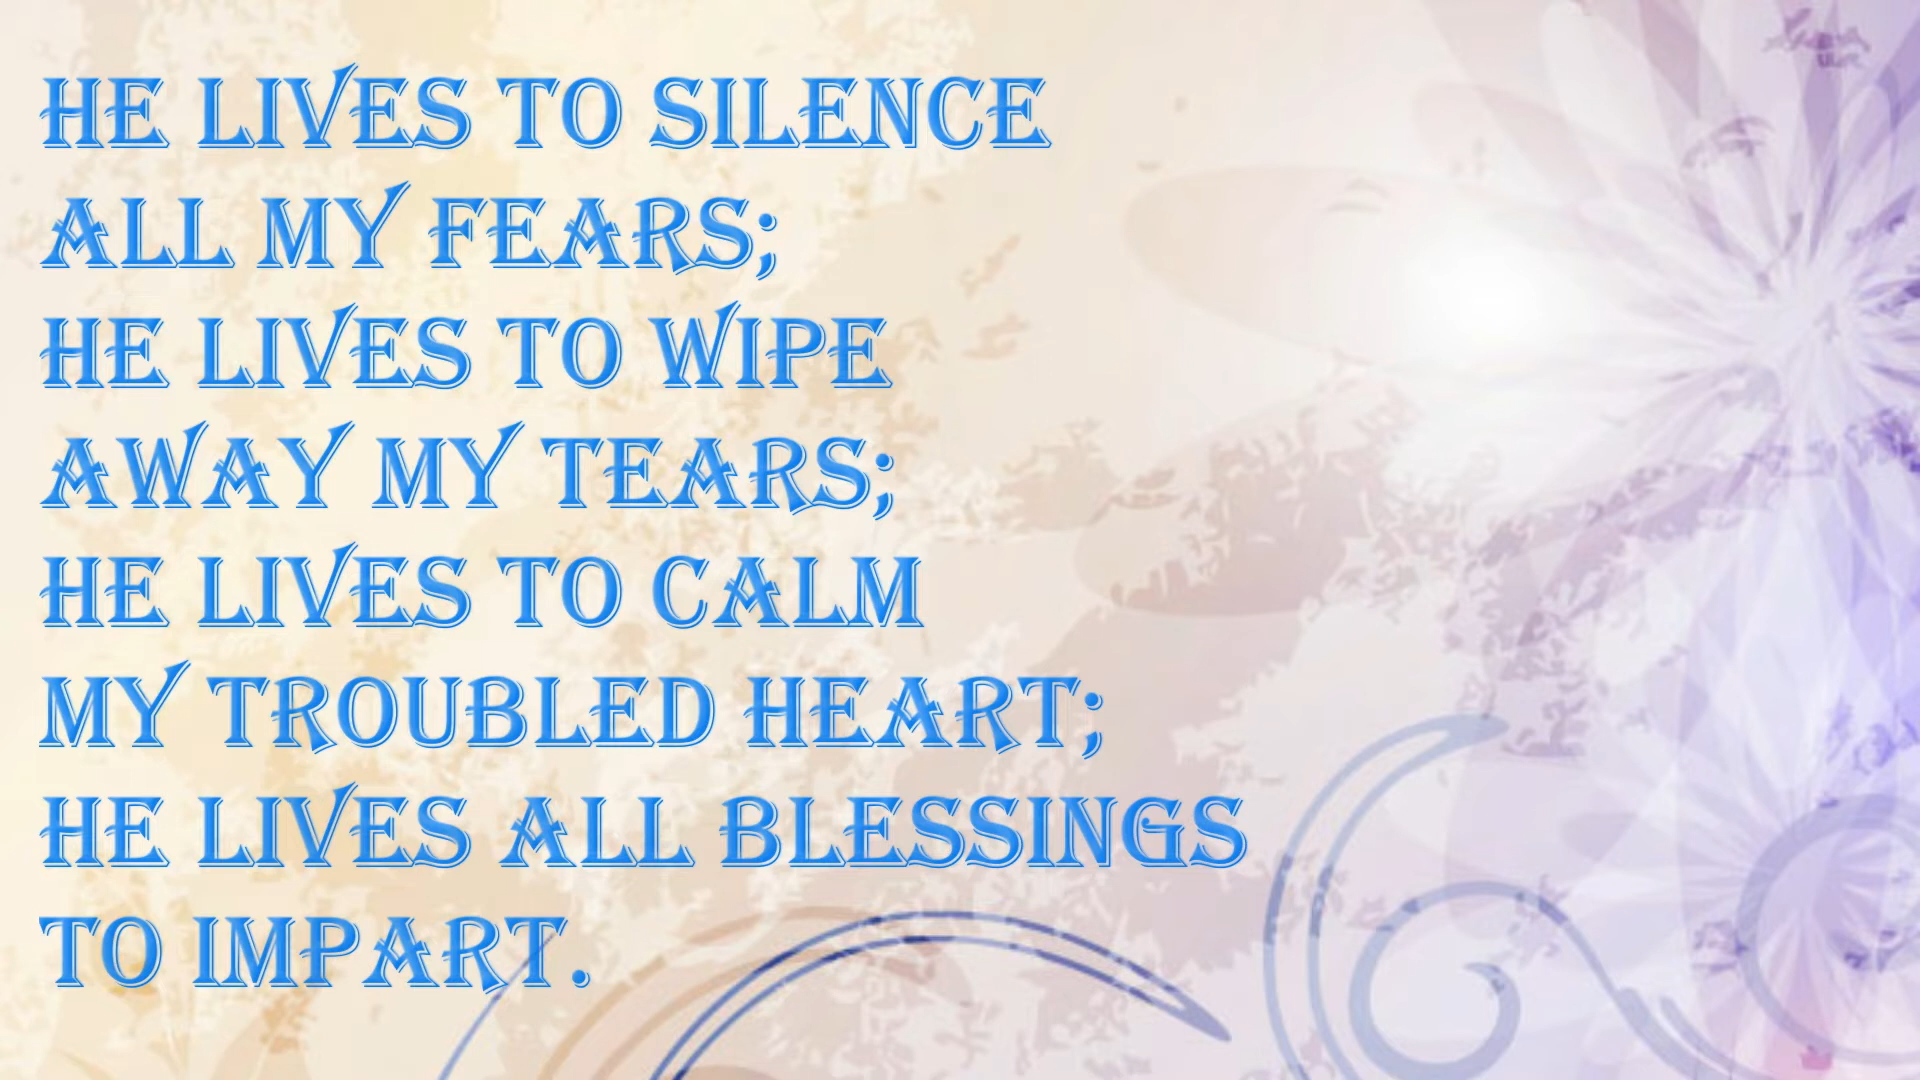 HE LIVES TO SILENCE
ALL MY FEARS;
HE LIVES TO WIPE
AWAY MY TEARS;
HE LIVES TO CALM
MY TROUBLED HEART;
HE LIVES ALL BLESSINGS
TO IMPART.